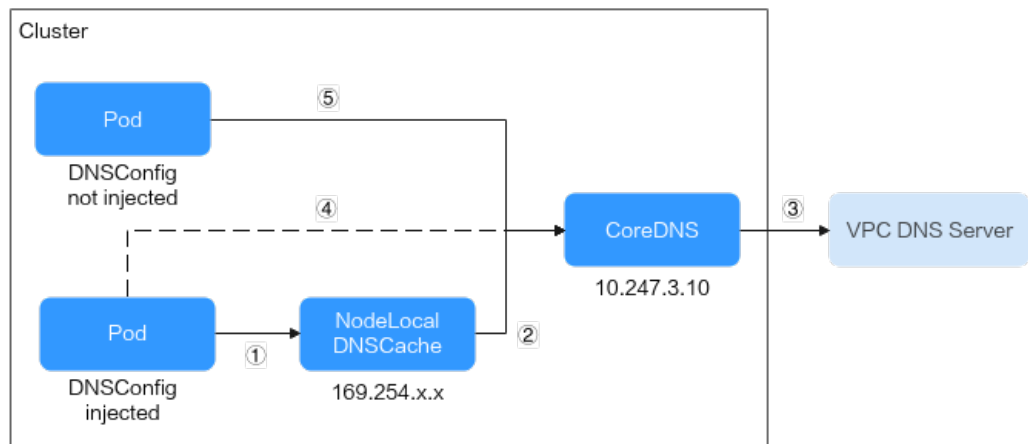 Cluster
Pod
⑤
DNSConfig
not injected
④
CoreDNS
③
VPC DNS Server
10.247.3.10
Pod
①
NodeLocal
DNSCache
②
DNSConfig
injected
169.254.x.x